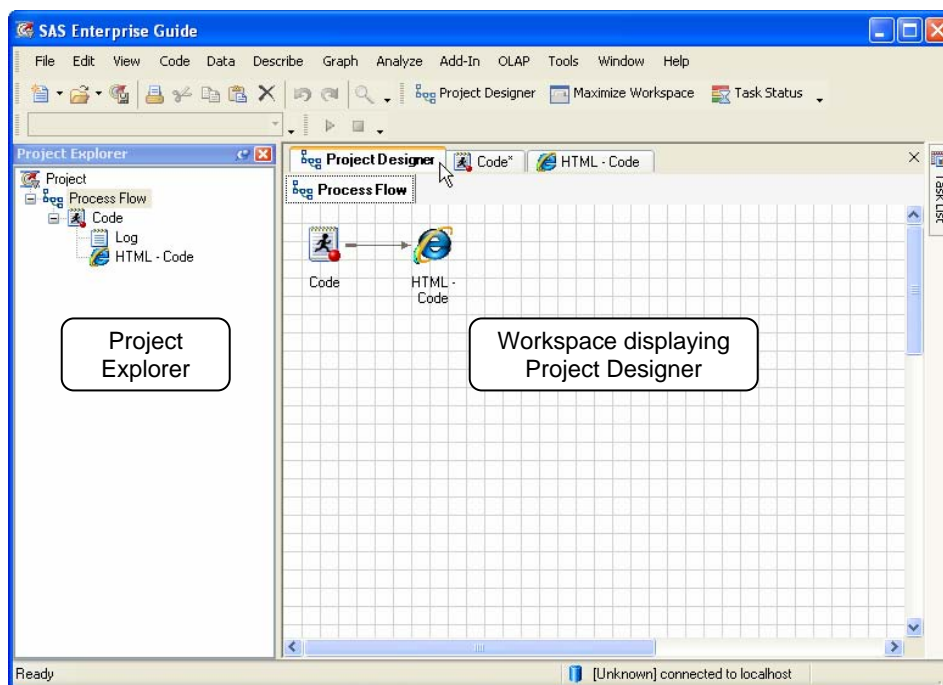 SAS Enterprise Guide
File Edit View Code Data Describe Graph Analyze Add-In OLAP Tools Window Help
Project Designer Maximize Workspace Task Status
Project Explorer
Project
Process Flow
Code
Log
HTML - Code
Project Explorer
Project Designer Code* HTML - Code
Process Flow
Code
HTML -
Code
Workspace displaying
Project Designer
Task List
Ready
[Unknown] connected to localhost